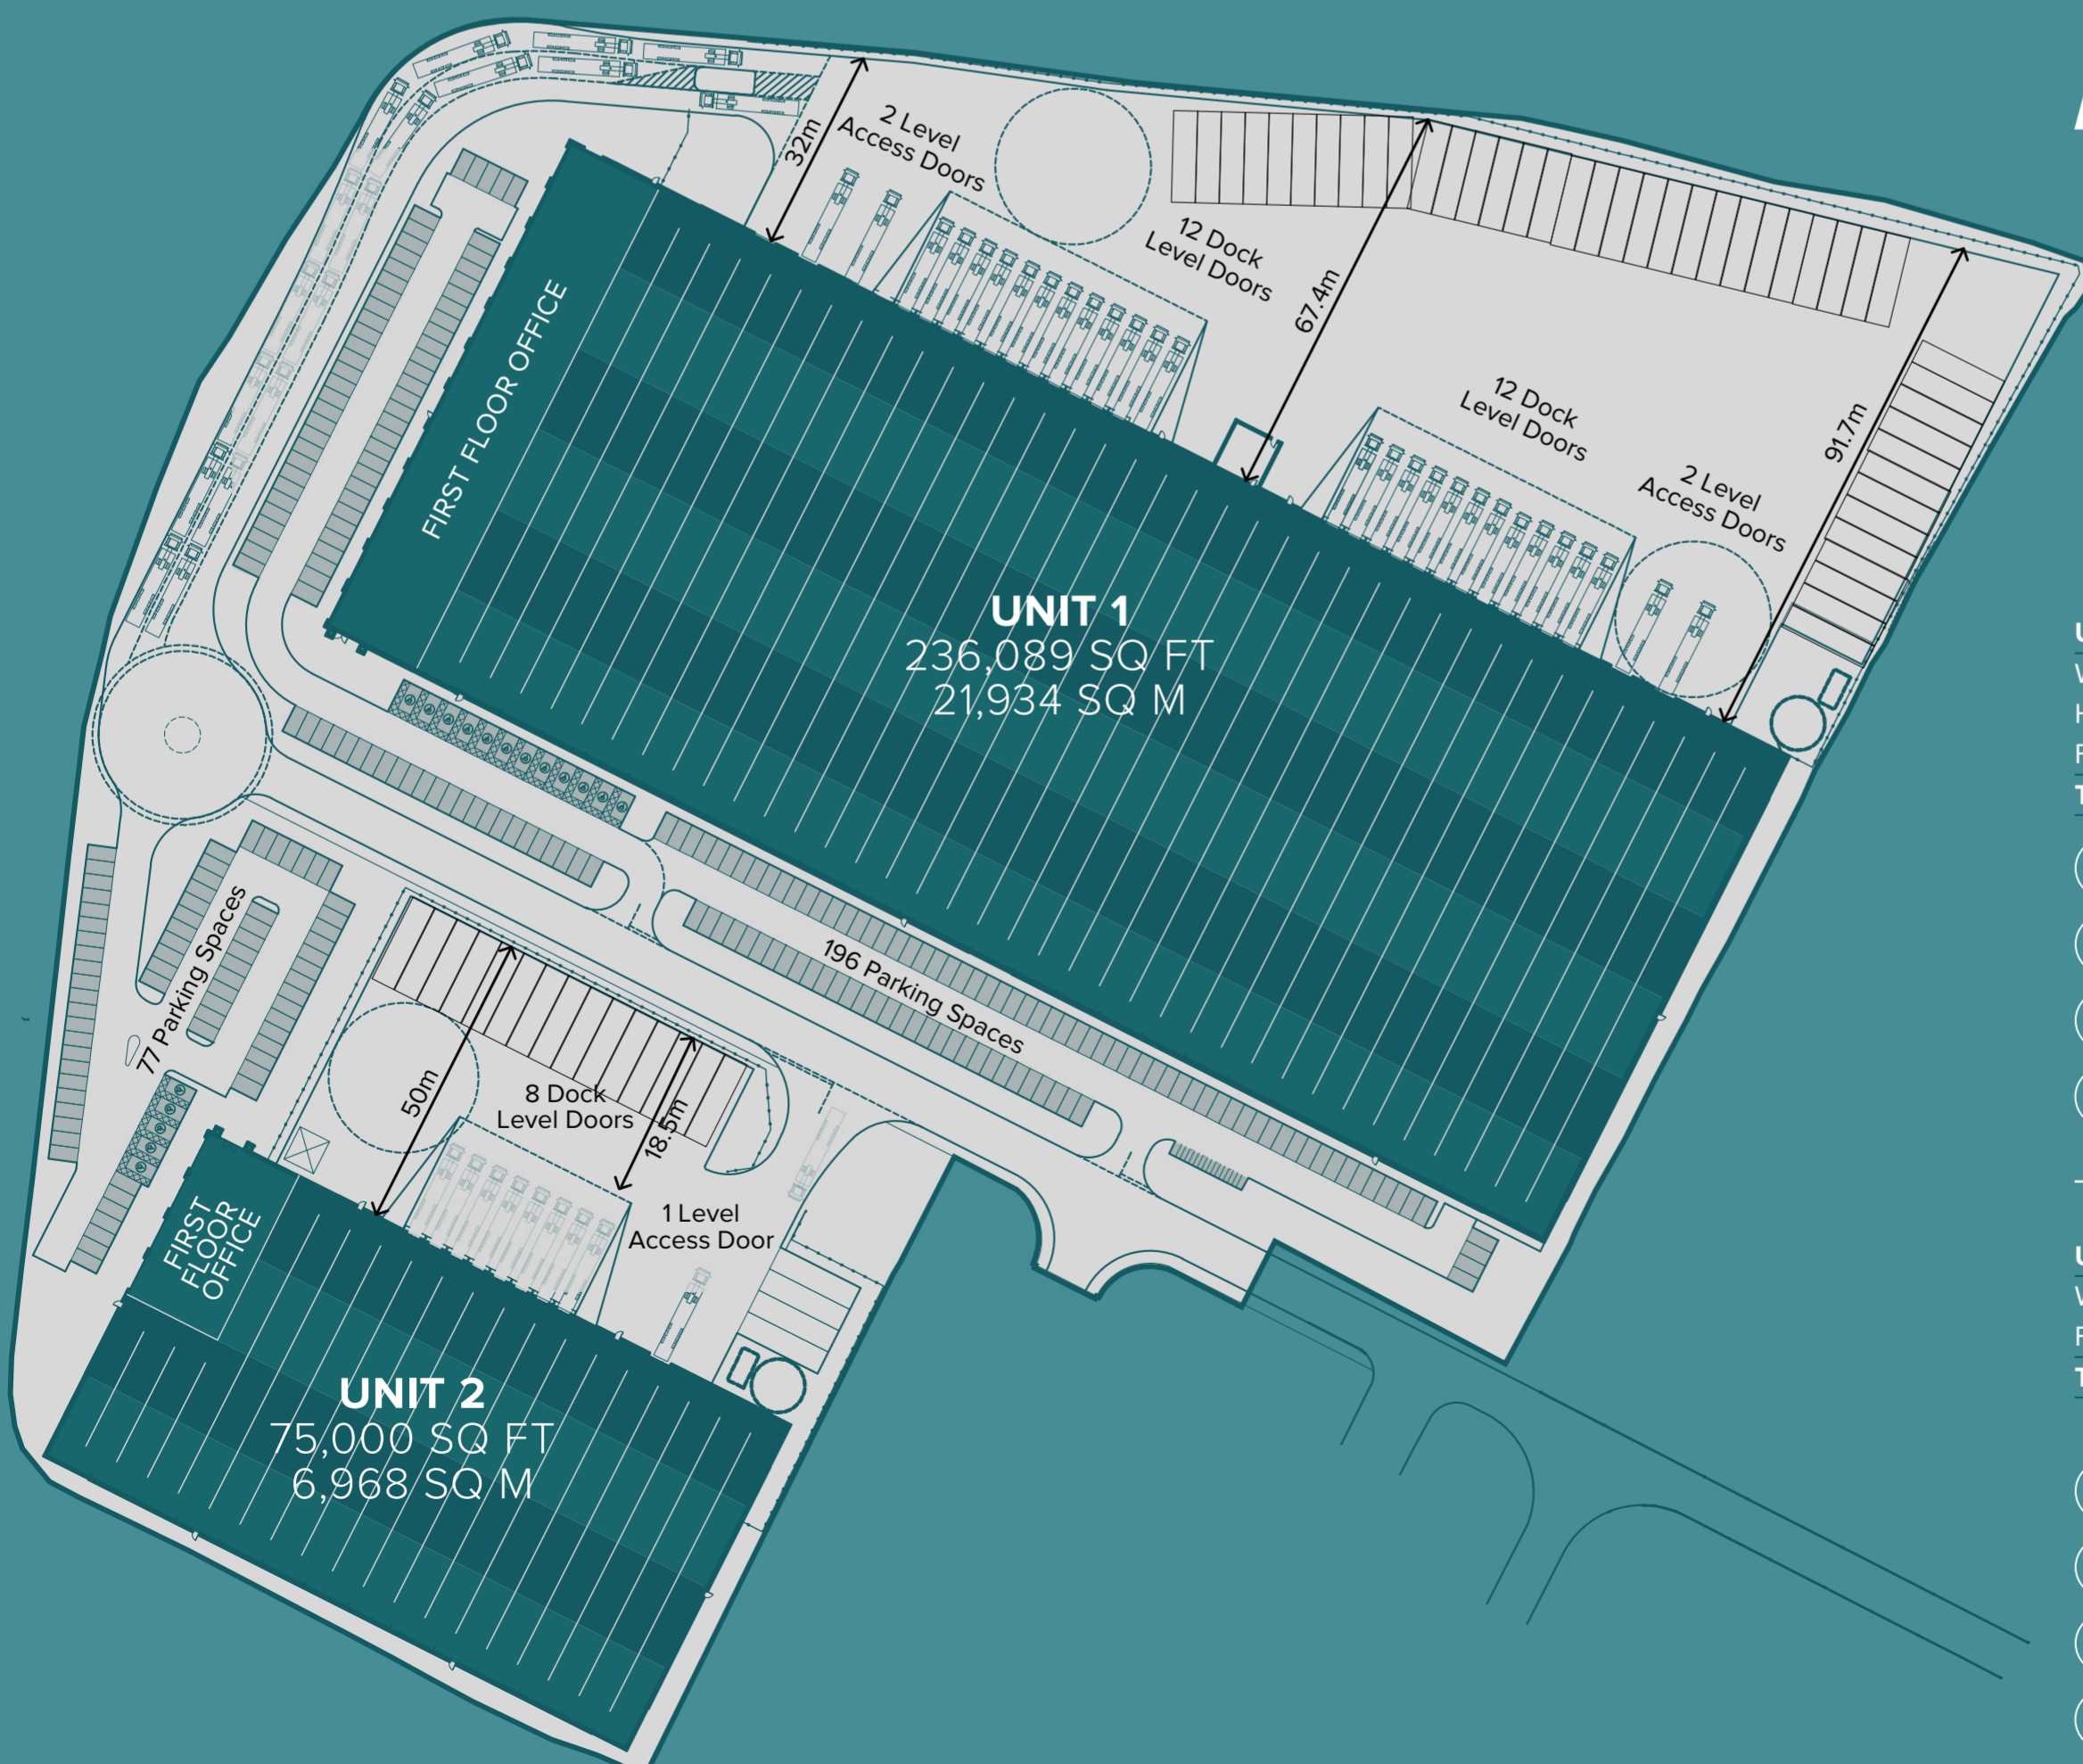 32m
2 Level
Access Doors
12 Dock
Level Doors
67.4m
12 Dock
Level Doors
2 Level
Access Doors
91.7m
FIRST FLOOR OFFICE
UNIT 1
236,089 SQ FT
21,934 SQ M
77 Parking Spaces
196 Parking Spaces
50m
8 Dock
Level Doors
18.5m
1 Level
Access Door
FIRST
FLOOR
OFFICE
UNIT 2
75,000 SQ FT
6,968 SQ M